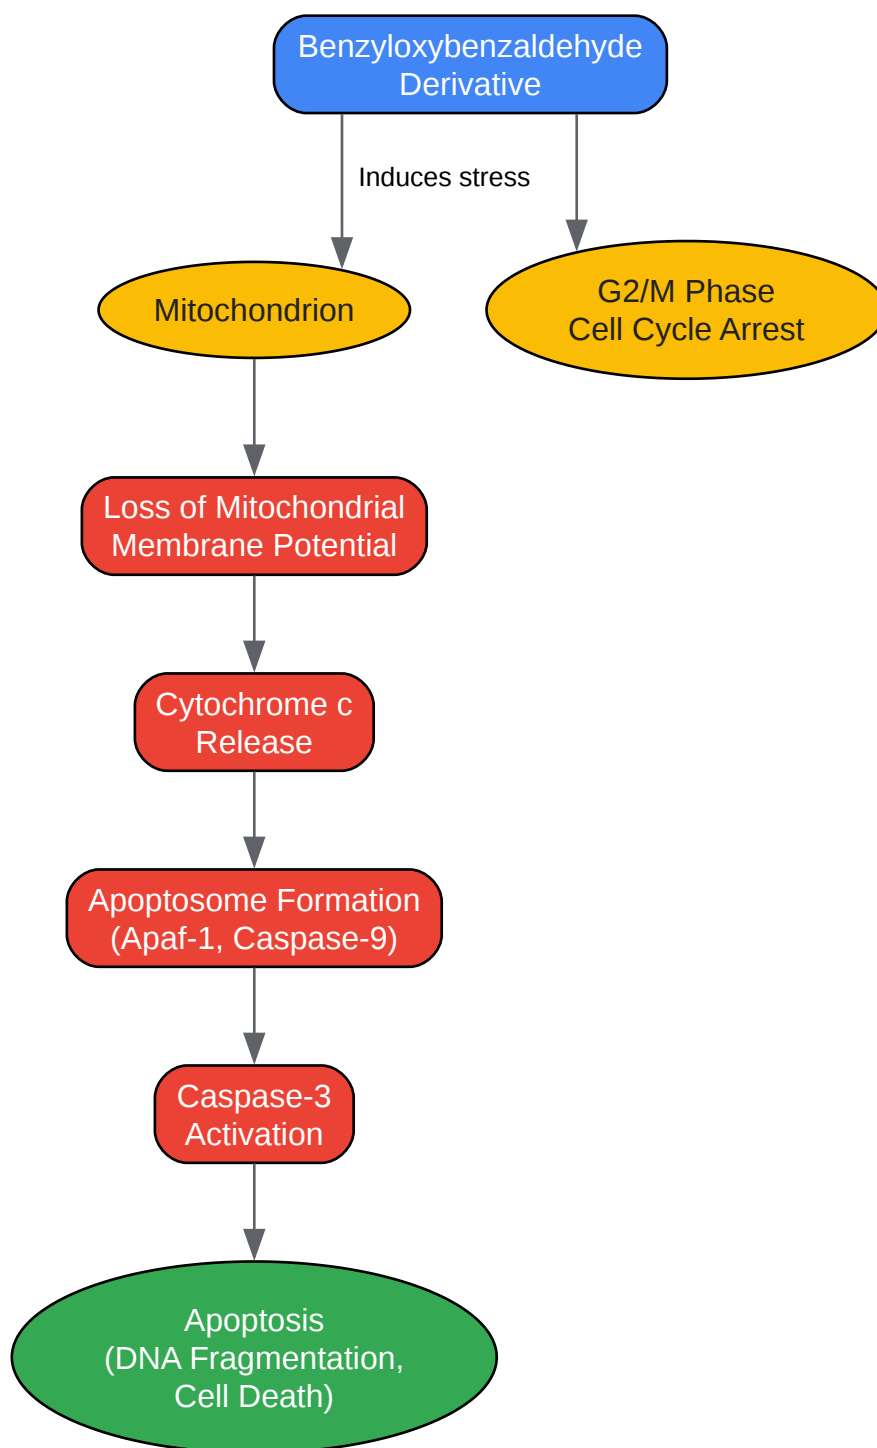 Benzyloxybenzaldehyde
Derivative
Induces stress
Mitochondrion
G2/M Phase
Cell Cycle Arrest
Loss of Mitochondrial
Membrane Potential
Cytochrome c
Release
Apoptosome Formation
(Apaf-1, Caspase-9)
Caspase-3
Activation
Apoptosis
(DNA Fragmentation,
Cell Death)